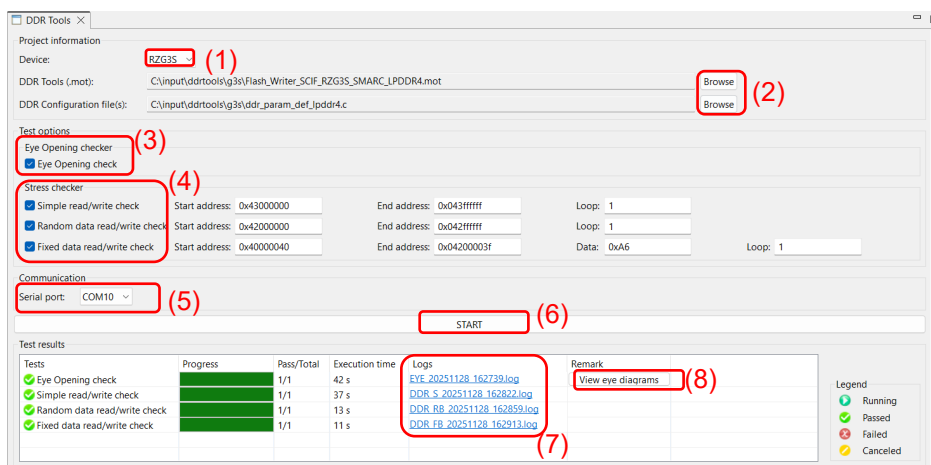 DDR Tools
Project information
Device: RZG3S (1)
DDR Tools (.mot): C:\input\ddrtools\g3s\Flash_Writer_SCIF_RZG3S_SMARC_LPDDR4.mot Browse
(2)
DDR Configuration file(s): C:\input\ddrtools\g3s\ddr_param_def_lpddr4.c Browse
Test options
(3)
Eye Opening checker
Eye Opening check
Stress checker (4)
Simple read/write check Start address: 0x43000000 End address: 0x043ffffff Loop: 1
Random data read/write check Start address: 0x42000000 End address: 0x042ffffff Loop: 1
Fixed data read/write check Start address: 0x40000040 End address: 0x04200003f Data: 0xA6 Loop: 1
Communication
Serial port: COM10 (5)
START (6)
Test results
Tests Progress Pass/Total Execution time Logs Remark
Eye Opening check 1/1 42 s EYE_20251128_162739.log View eye diagrams (8)
Simple read/write check 1/1 37 s DDR_S_20251128_162822.log
Random data read/write check 1/1 13 s DDR_RB_20251128_162859.log
Fixed data read/write check 1/1 11 s DDR_FB_20251128_162913.log
(7)
Legend
Running
Passed
Failed
Canceled